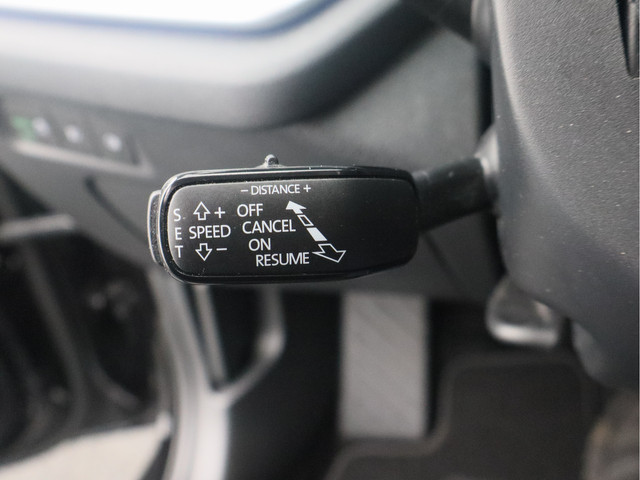 − DISTANCE +
S. + OFF
E SPEED CANCEL
T − ON
RESUME